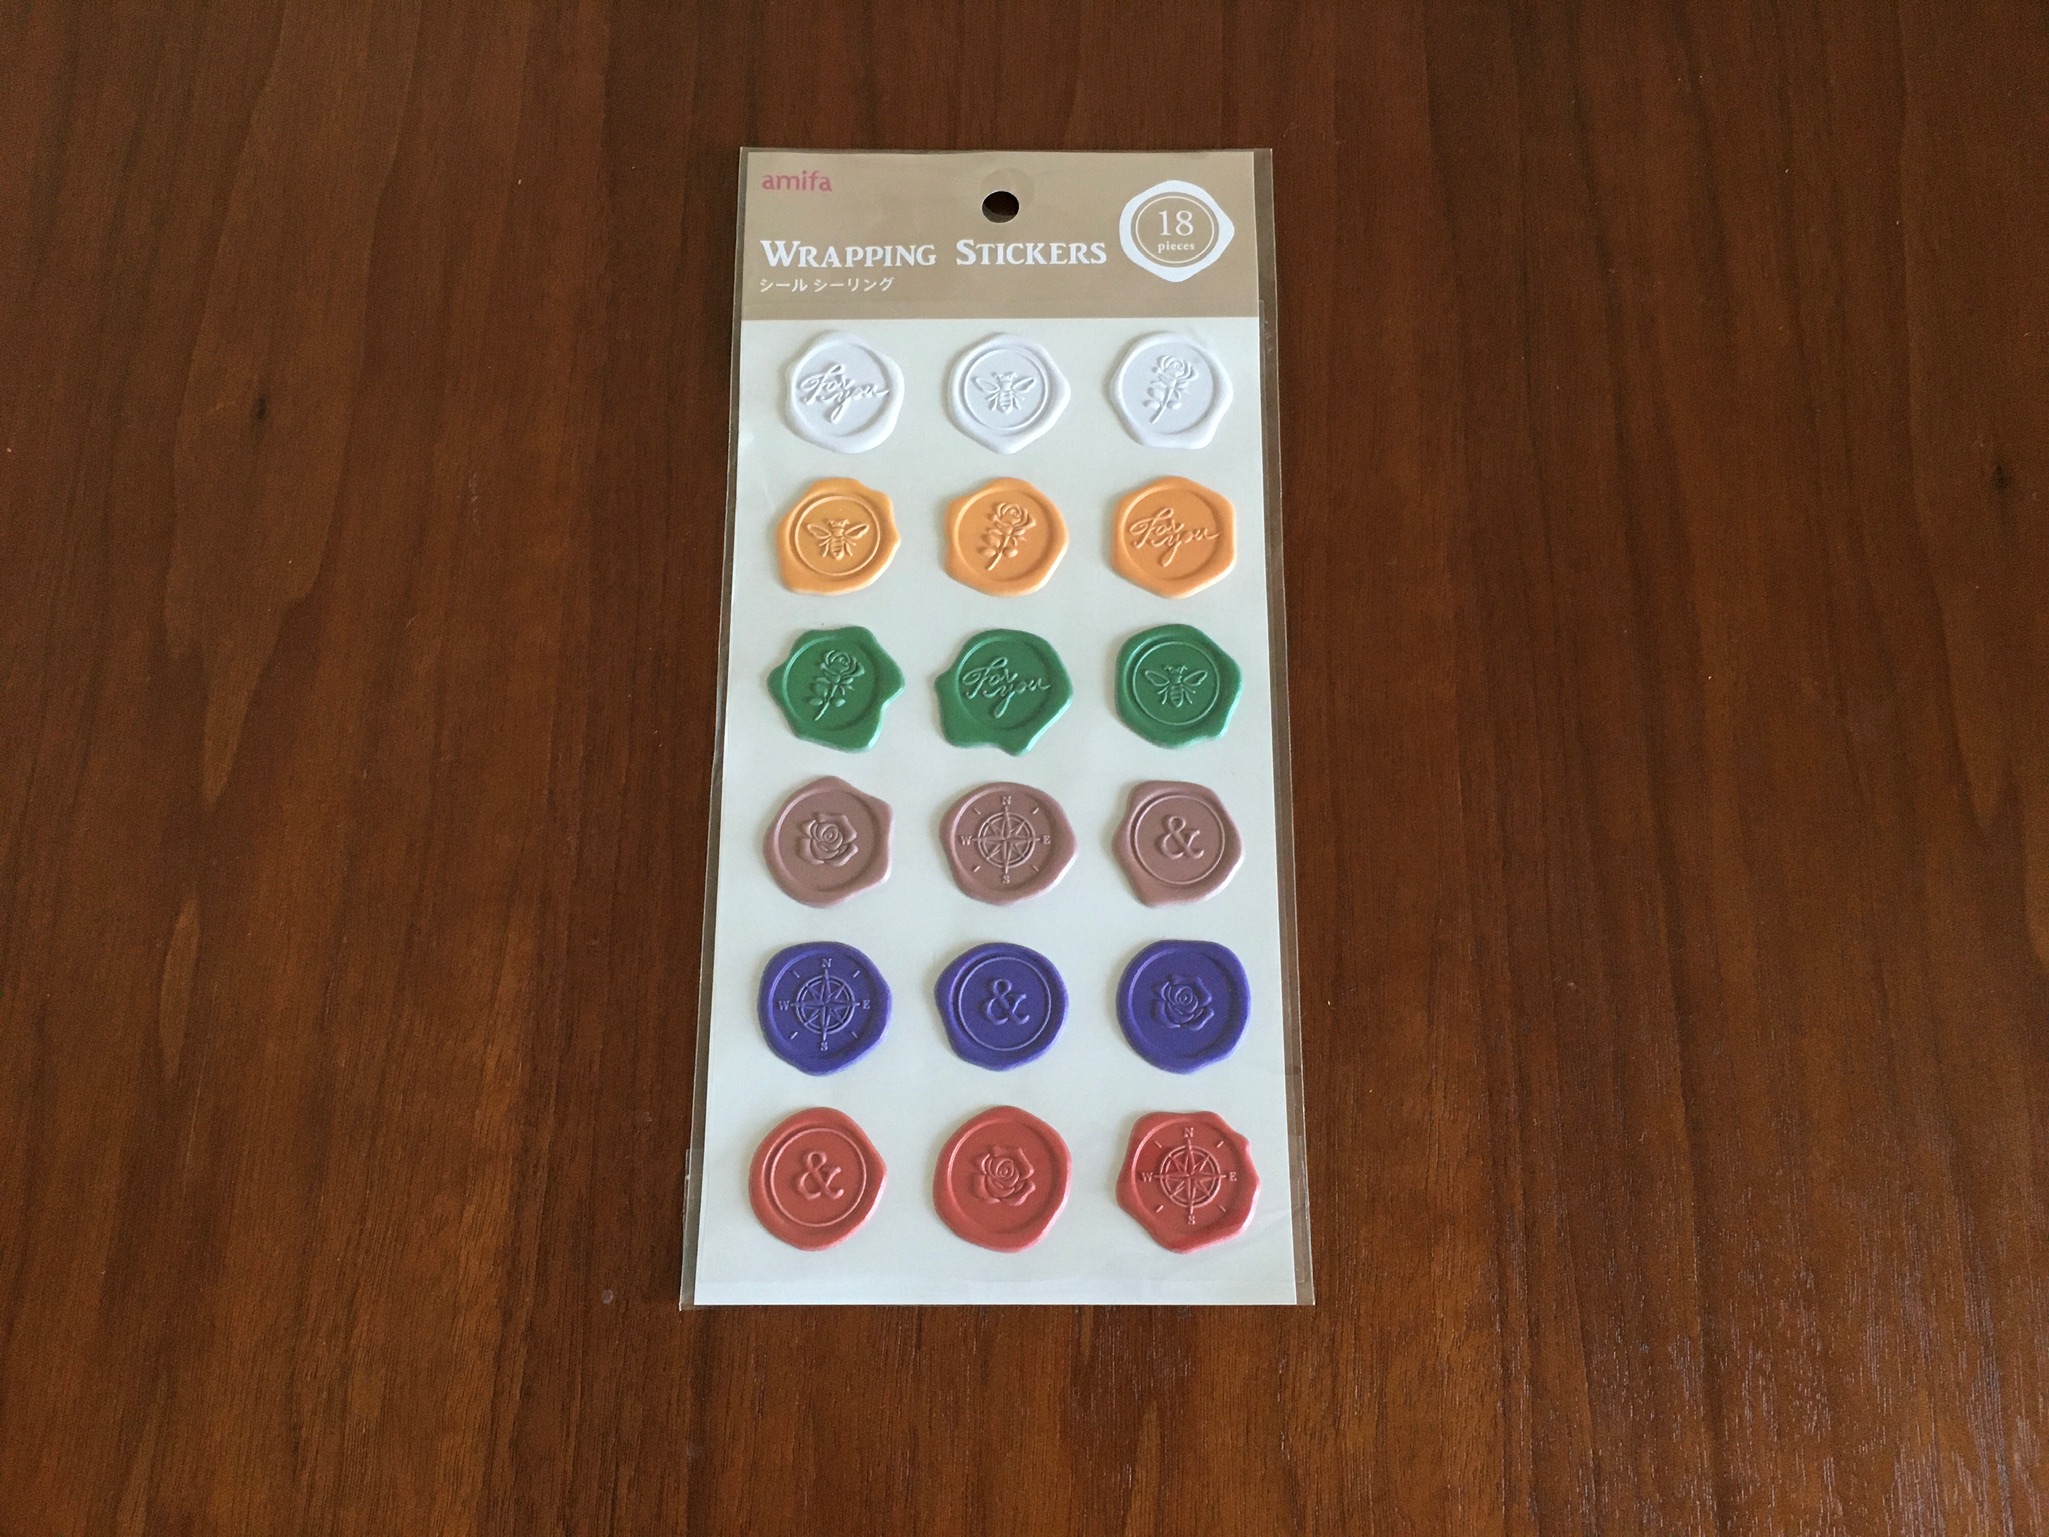 amifa
18
pieces
WRAPPING STICKERS
シール シーリング
For you
For you
For you
N
W E
&
S
N
W E
&
S
&
N
W E
S